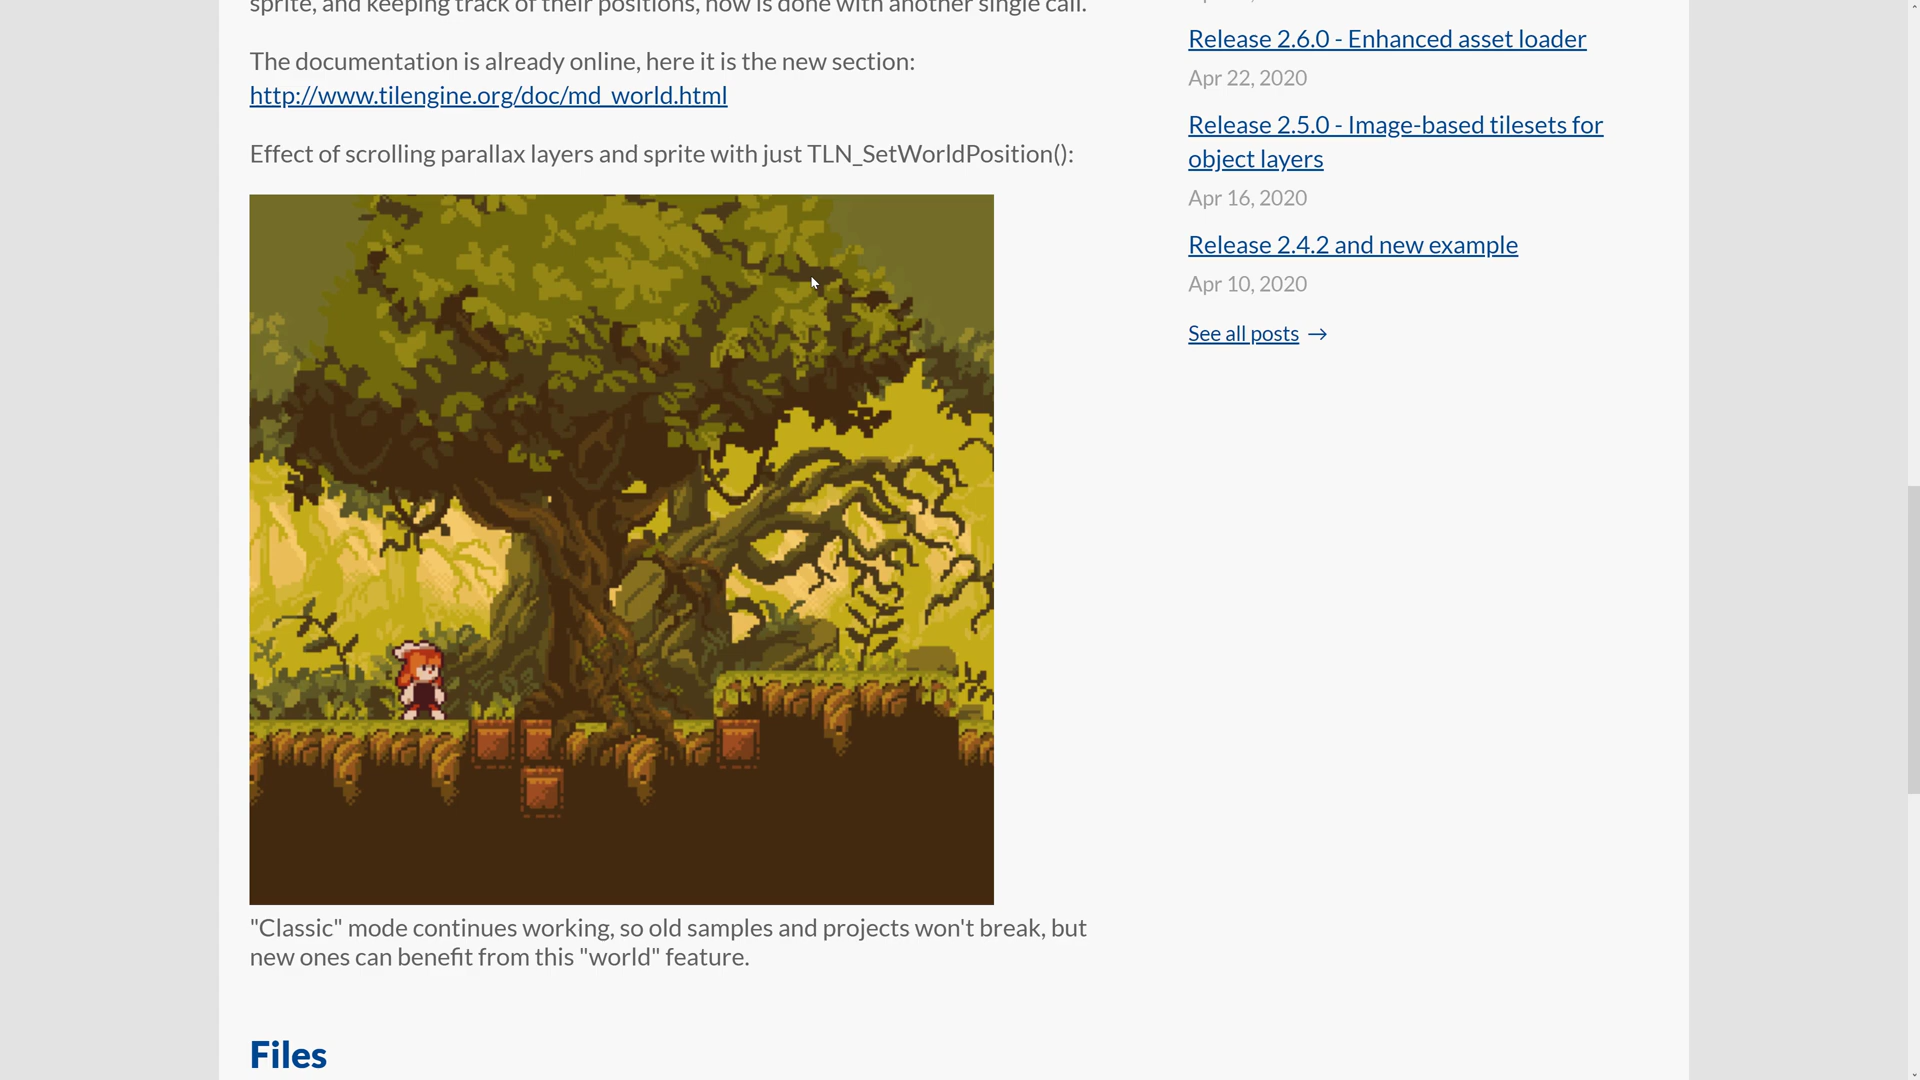 sprite, and keeping track of their positions, now is done with another single call.
The documentation is already online, here it is the new section:
http://www.tilengine.org/doc/md_world.html
Effect of scrolling parallax layers and sprite with just TLN_SetWorldPosition():
"Classic" mode continues working, so old samples and projects won't break, but
new ones can benefit from this "world" feature.
Files
Release 2.6.0 - Enhanced asset loader
Apr 22, 2020
Release 2.5.0 - Image-based tilesets for
object layers
Apr 16, 2020
Release 2.4.2 and new example
Apr 10, 2020
See all posts →